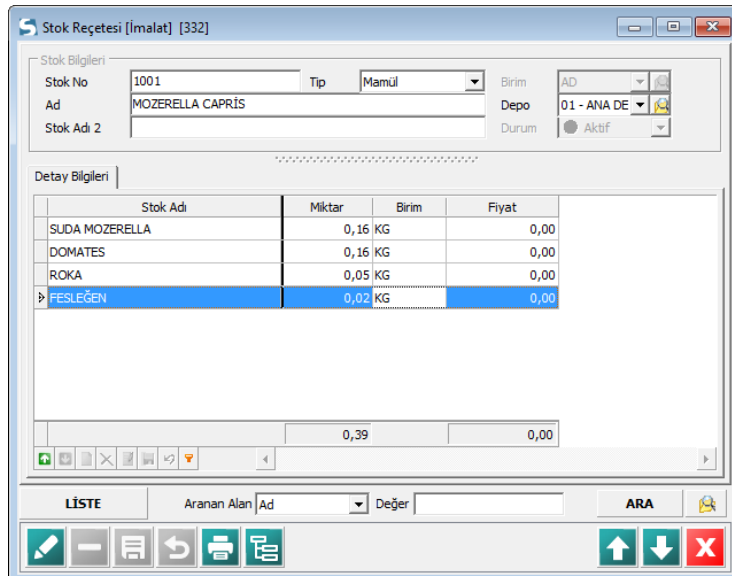 Stok Reçetesi [İmalat] [332]
Stok Bilgileri
Stok No 1001 Tip Mamül Birim AD
Ad MOZERELLA CAPRİS Depo 01 - ANA DE
Stok Adı 2 Durum Aktif
Detay Bilgileri
Stok Adı Miktar Birim Fiyat
SUDA MOZERELLA 0,16 KG 0,00
DOMATES 0,16 KG 0,00
ROKA 0,05 KG 0,00
FESLEĞEN 0,02 KG 0,00
0,39 0,00
LİSTE Aranan Alan Ad Değer ARA
X